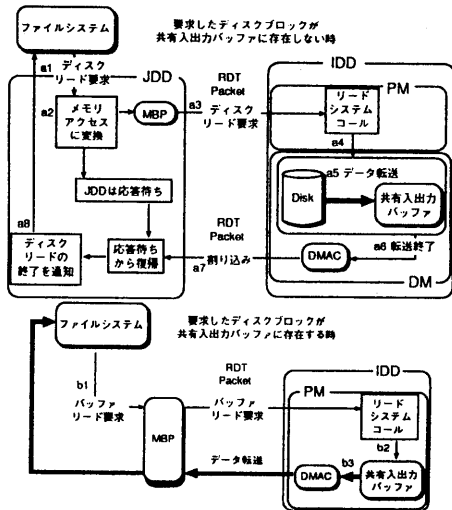 ファイルシステム
要求したディスクブロックが
共有入出力バッファに存在しない時
a1 ディスク
リード要求
JDD
a2
メモリ
アクセス
に変換
MBP
a3
RDT
Packet
ディスク
リード要求
IDD
PM
リード
システム
コール
a4
JDDは応答待ち
a5 データ転送
Disk
共有入出力
バッファ
a8
ディスク
リードの
終了を通知
応答待ち
から復帰
RDT
Packet
割り込み
a7
DMAC
a6 転送終了
DM
ファイルシステム
要求したディスクブロックが
共有入出力バッファに存在する時
b1
バッファ
リード要求
MBP
RDT
Packet
バッファ
リード要求
IDD
PM
リード
システム
コール
b2
データ転送
DMAC
b3
共有入出力
バッファ